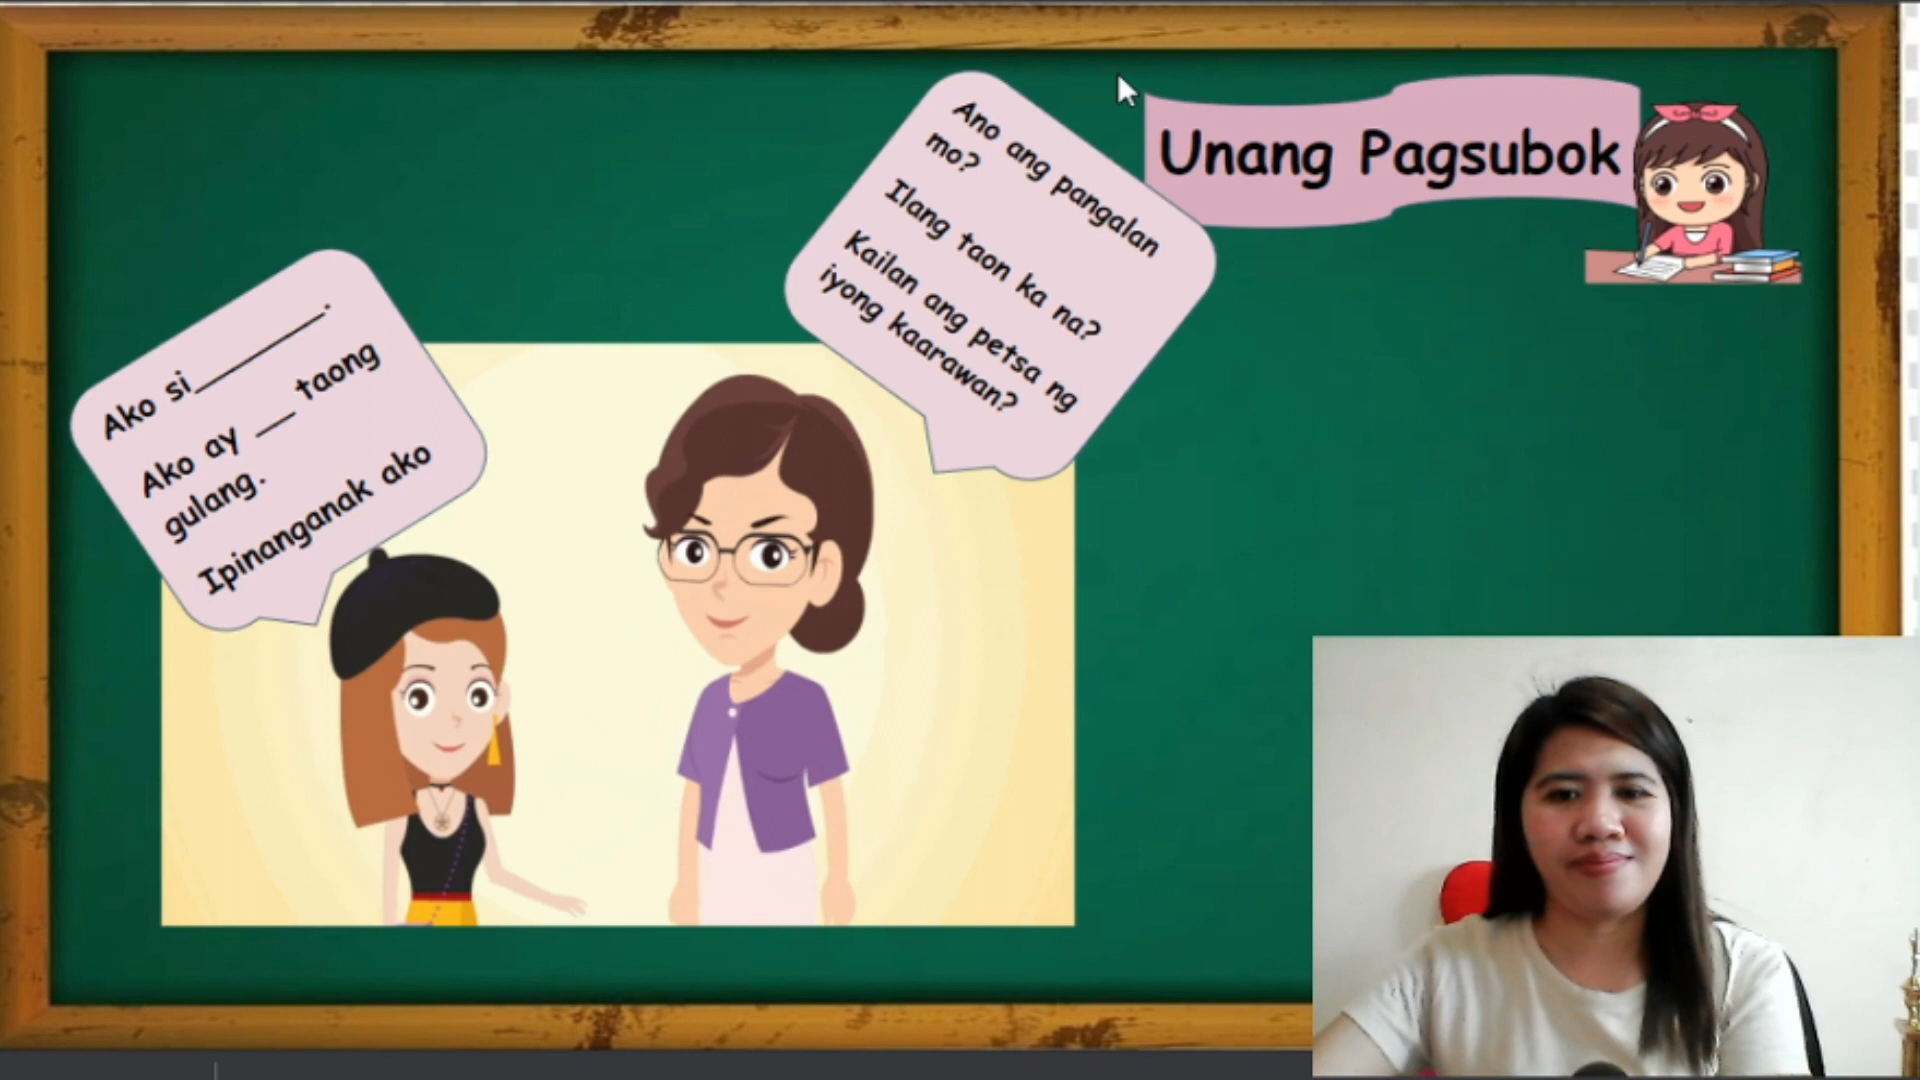 Unang Pagsubok
Ano ang pangalan
mo?
Ilang taon ka na?
Kailan ang petsa ng
iyong kaarawan?
Ako si________.
Ako ay ___ taong
gulang.
Ipinanganak ako